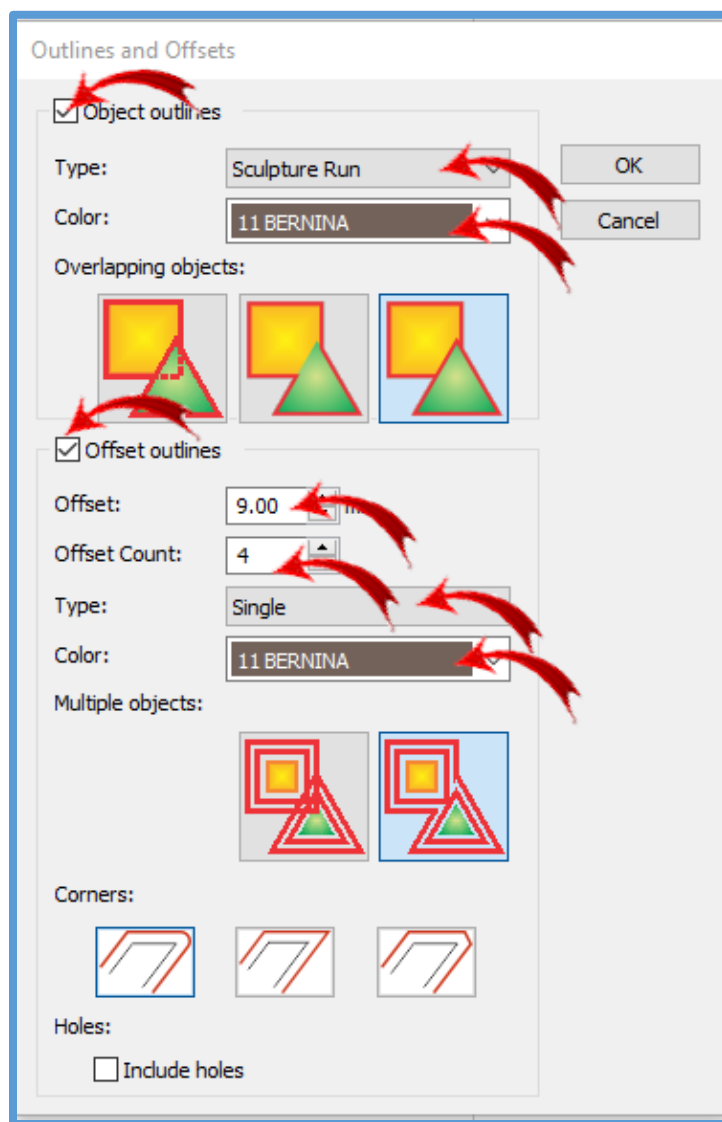 Outlines and Offsets
Object outlines
Type:
Sculpture Run
OK
Color:
11 BERNINA
Cancel
Overlapping objects:
Offset outlines
Offset:
9.00
Offset Count:
4
Type:
Single
Color:
11 BERNINA
Multiple objects:
Corners:
Holes:
Include holes